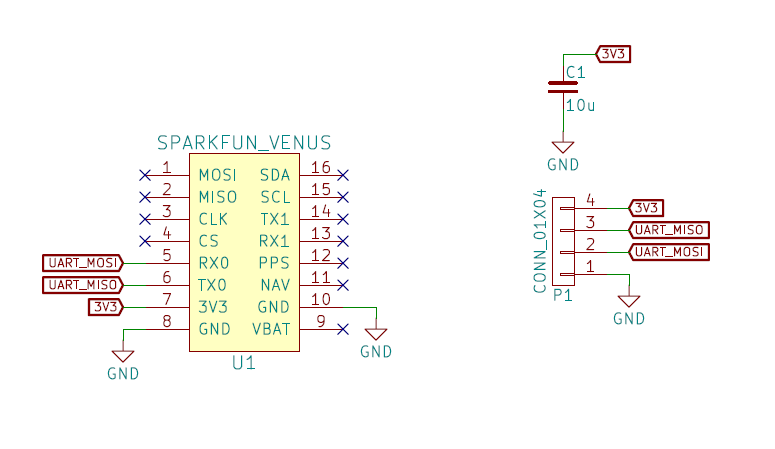 3V3
C1
10u
GND
SPARKFUN_VENUS
1 MOSI SDA 16
2 MISO SCL 15
3 CLK TX1 14
4 CS RX1 13
UART_MOSI 5 RX0 PPS 12
UART_MISO 6 TX0 NAV 11
3V3 7 3V3 GND 10
8 GND VBAT 9
GND
GND
U1
CONN_01X04
4 3V3
3 UART_MISO
2 UART_MOSI
1
P1
GND